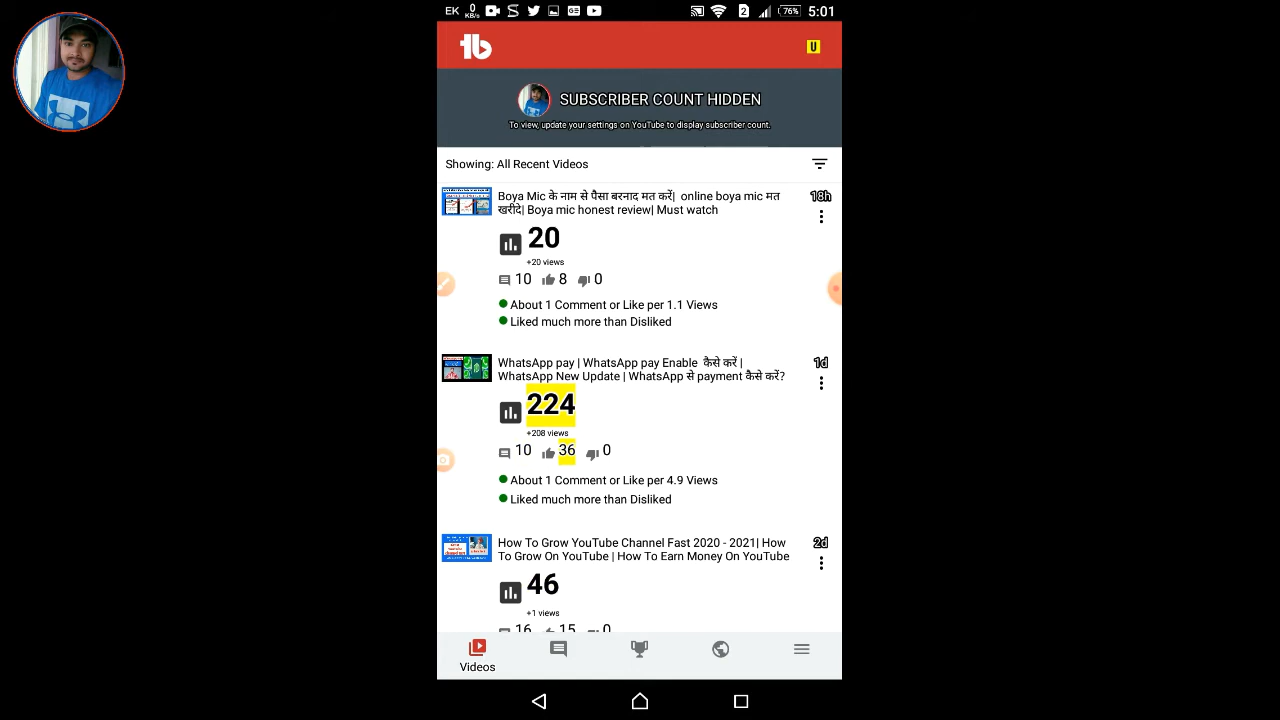 EK 0 KB/s 2 76% 5:01
U
SUBSCRIBER COUNT HIDDEN
To view, update your settings on YouTube to display subscriber count.
Showing: All Recent Videos
Boya Mic के नाम से पैसा बरनाद मत करें| online boya mic मत 18h
खरीदे| Boya mic honest review| Must watch
20
+20 views
10 8 0
About 1 Comment or Like per 1.1 Views
Liked much more than Disliked
WhatsApp pay | WhatsApp pay Enable कैसे करें | 1d
WhatsApp New Update | WhatsApp से payment कैसे करें?
224
+208 views
10 36 0
About 1 Comment or Like per 4.9 Views
Liked much more than Disliked
How To Grow YouTube Channel Fast 2020 - 2021| How 2d
To Grow On YouTube | How To Earn Money On YouTube
46
+1 views
16 15 0
Videos